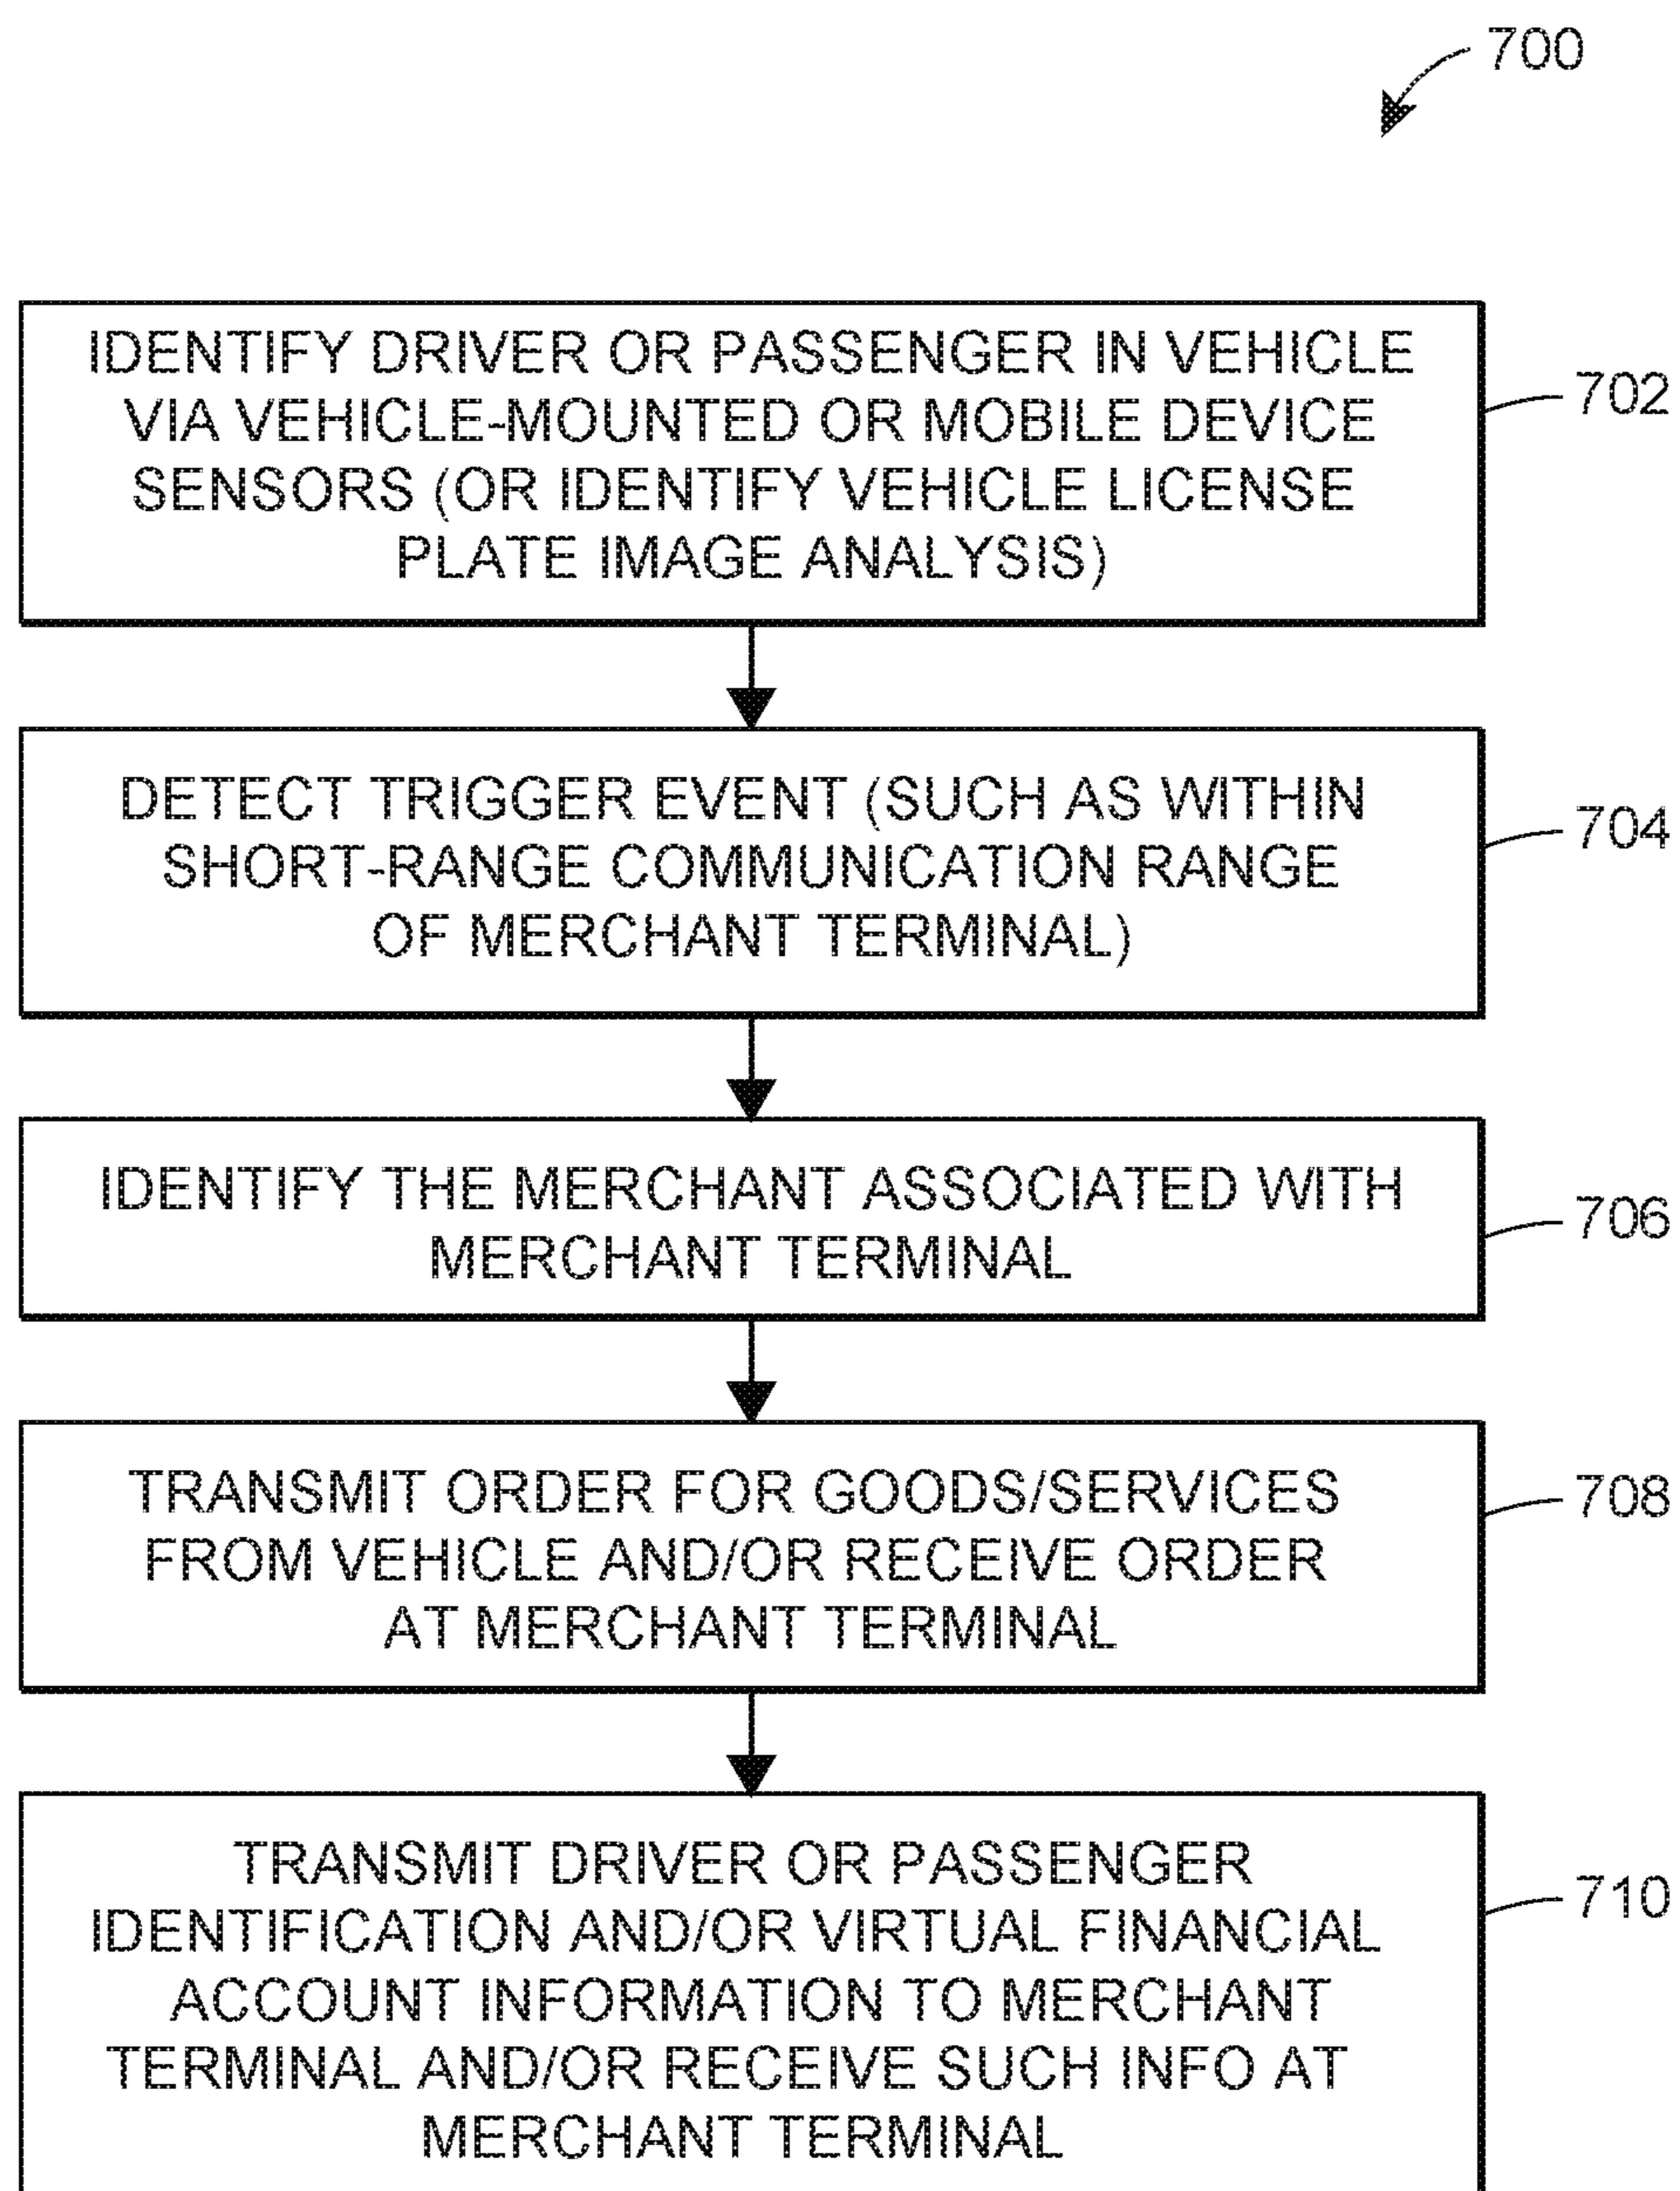 700
IDENTIFY DRIVER OR PASSENGER IN VEHICLE
VIA VEHICLE-MOUNTED OR MOBILE DEVICE
SENSORS (OR IDENTIFY VEHICLE LICENSE
PLATE IMAGE ANALYSIS)
702
DETECT TRIGGER EVENT (SUCH AS WITHIN
SHORT-RANGE COMMUNICATION RANGE
OF MERCHANT TERMINAL)
704
IDENTIFY THE MERCHANT ASSOCIATED WITH
MERCHANT TERMINAL
706
TRANSMIT ORDER FOR GOODS/SERVICES
FROM VEHICLE AND/OR RECEIVE ORDER
AT MERCHANT TERMINAL
708
TRANSMIT DRIVER OR PASSENGER
IDENTIFICATION AND/OR VIRTUAL FINANCIAL
ACCOUNT INFORMATION TO MERCHANT
TERMINAL AND/OR RECEIVE SUCH INFO AT
MERCHANT TERMINAL
710